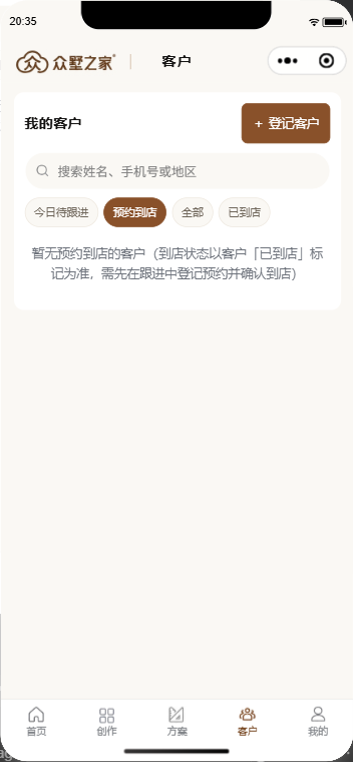 20:35
众墅之家 客户
我的客户
+ 登记客户
搜索姓名、手机号或地区
今日待跟进 预约到店 全部 已到店
暂无预约到店的客户（到店状态以客户「已到店」标
记为准，需先在跟进中登记预约并确认到店）
首页 创作 方案 客户 我的